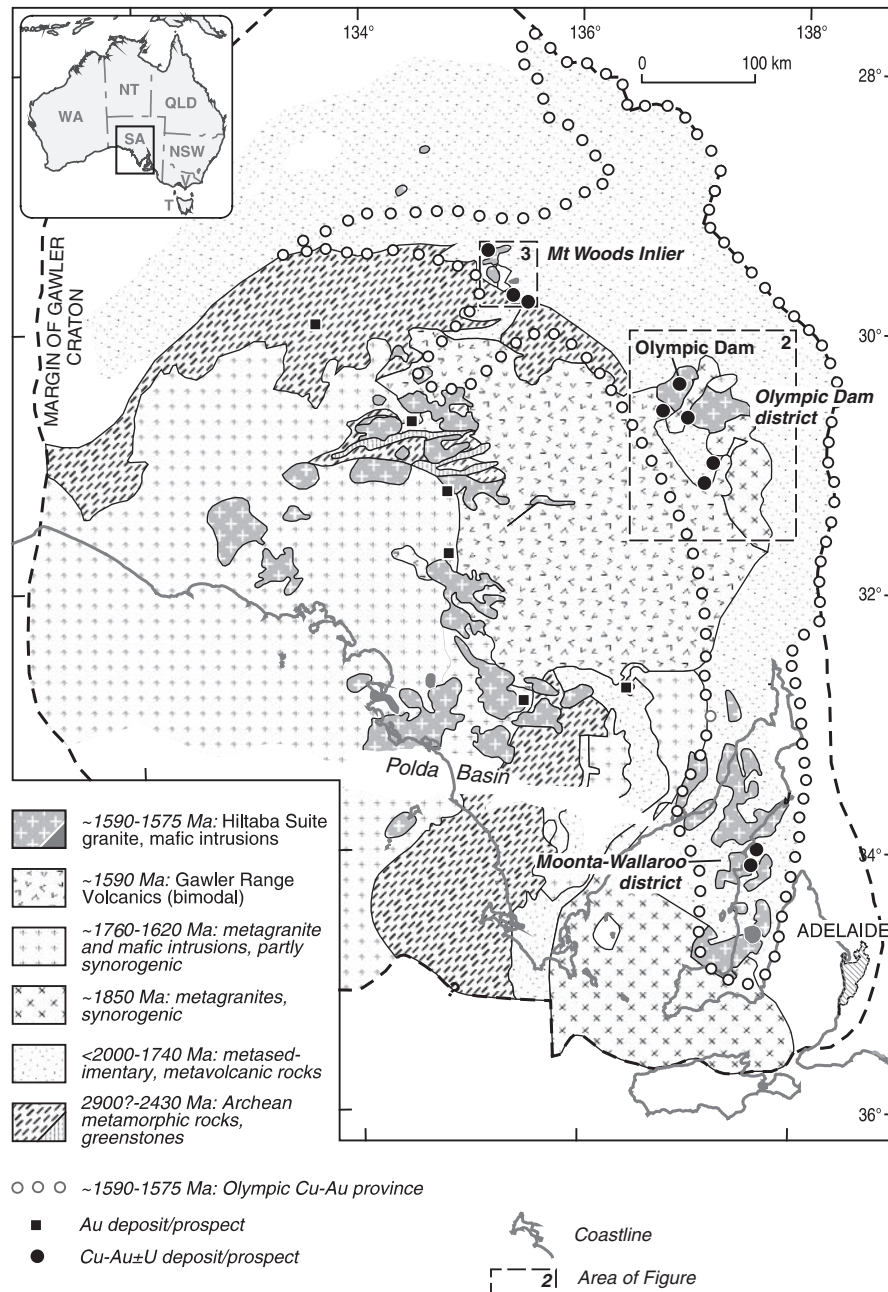 134°
136°
138°
0 100 km
28°
WA
NT
QLD
SA
NSW
V
T
MARGIN OF GAWLER
CRATON
3
Mt Woods Inlier
30°
2
Olympic Dam
Olympic Dam
district
32°
Polda Basin
34°
Moonta-Wallaroo
district
ADELAIDE
~1590-1575 Ma: Hiltaba Suite
granite, mafic intrusions
~1590 Ma: Gawler Range
Volcanics (bimodal)
~1760-1620 Ma: metagranite
and mafic intrusions, partly
synorogenic
~1850 Ma: metagranites,
synorogenic
<2000-1740 Ma: metased-
imentary, metavolcanic rocks
2900?-2430 Ma: Archean
metamorphic rocks,
greenstones
36°
134°
136°
138°
~1590-1575 Ma: Olympic Cu-Au province
Au deposit/prospect
Cu-Au±U deposit/prospect
Coastline
2 Area of Figure